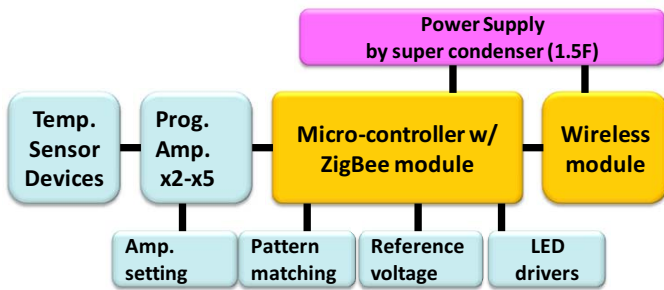 Power Supply
by super condenser (1.5F)
Temp.
Sensor
Devices
Prog.
Amp.
x2-x5
Micro-controller w/
ZigBee module
Wireless
module
Amp.
setting
Pattern
matching
Reference
voltage
LED
drivers